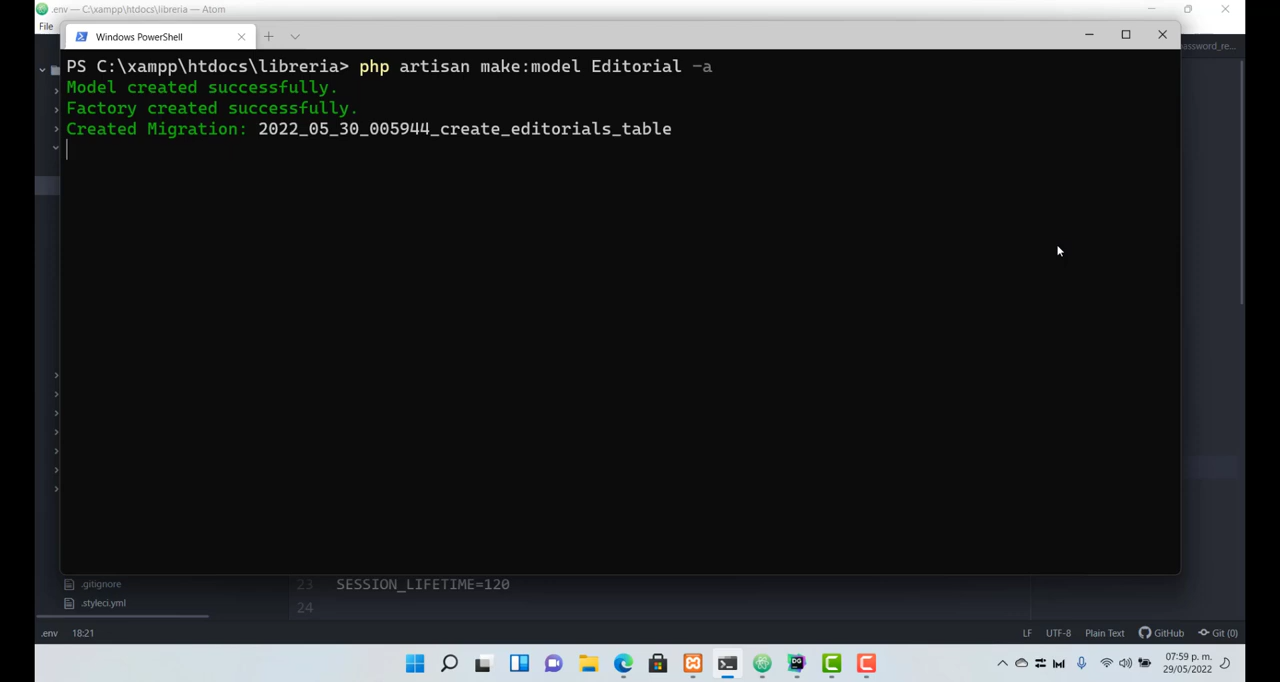 .env — C:\xampp\htdocs\libreria — Atom
File
Windows PowerShell
assword_re...
PS C:\xampp\htdocs\libreria> php artisan make:model Editorial -a
Model created successfully.
Factory created successfully.
Created Migration: 2022_05_30_005944_create_editorials_table
.gitignore
23 SESSION_LIFETIME=120
.styleci.yml
24
.env 18:21 LF UTF-8 Plain Text GitHub Git (0)
07:59 p. m.
29/05/2022